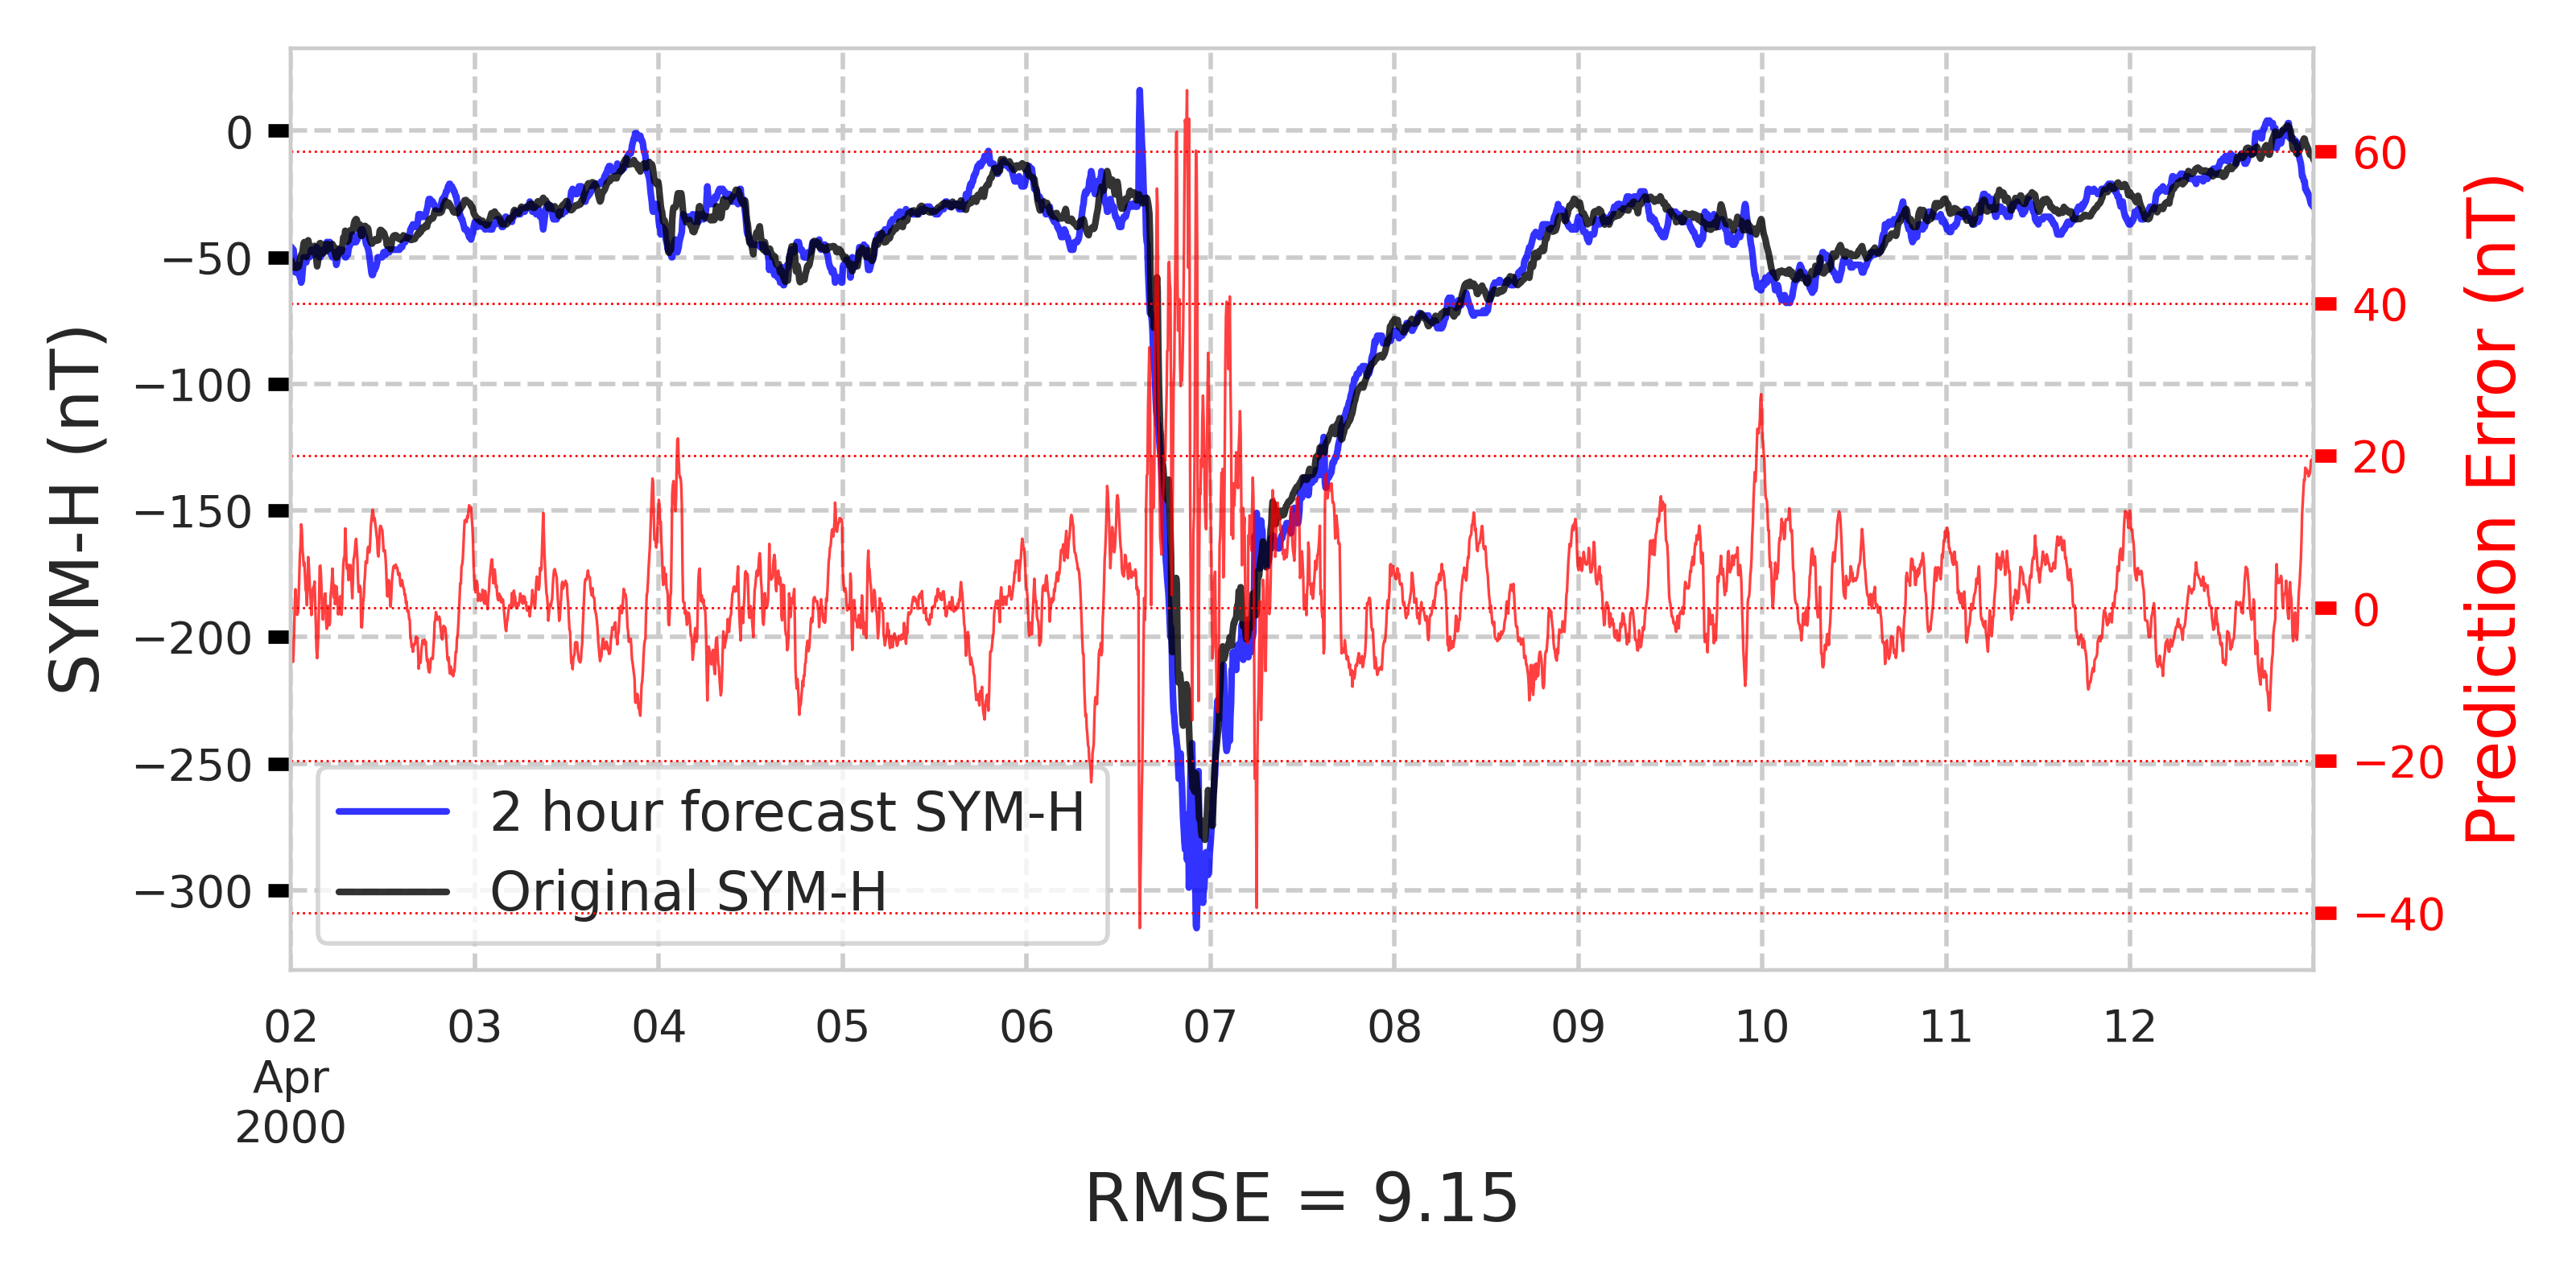 SYM-H (nT)
0
−50
−100
−150
−200
−250
−300
60
40
20
0
−20
−40
Prediction Error (nT)
2 hour forecast SYM-H
Original SYM-H
02 03 04 05 06 07 08 09 10 11 12
Apr
2000
RMSE = 9.15